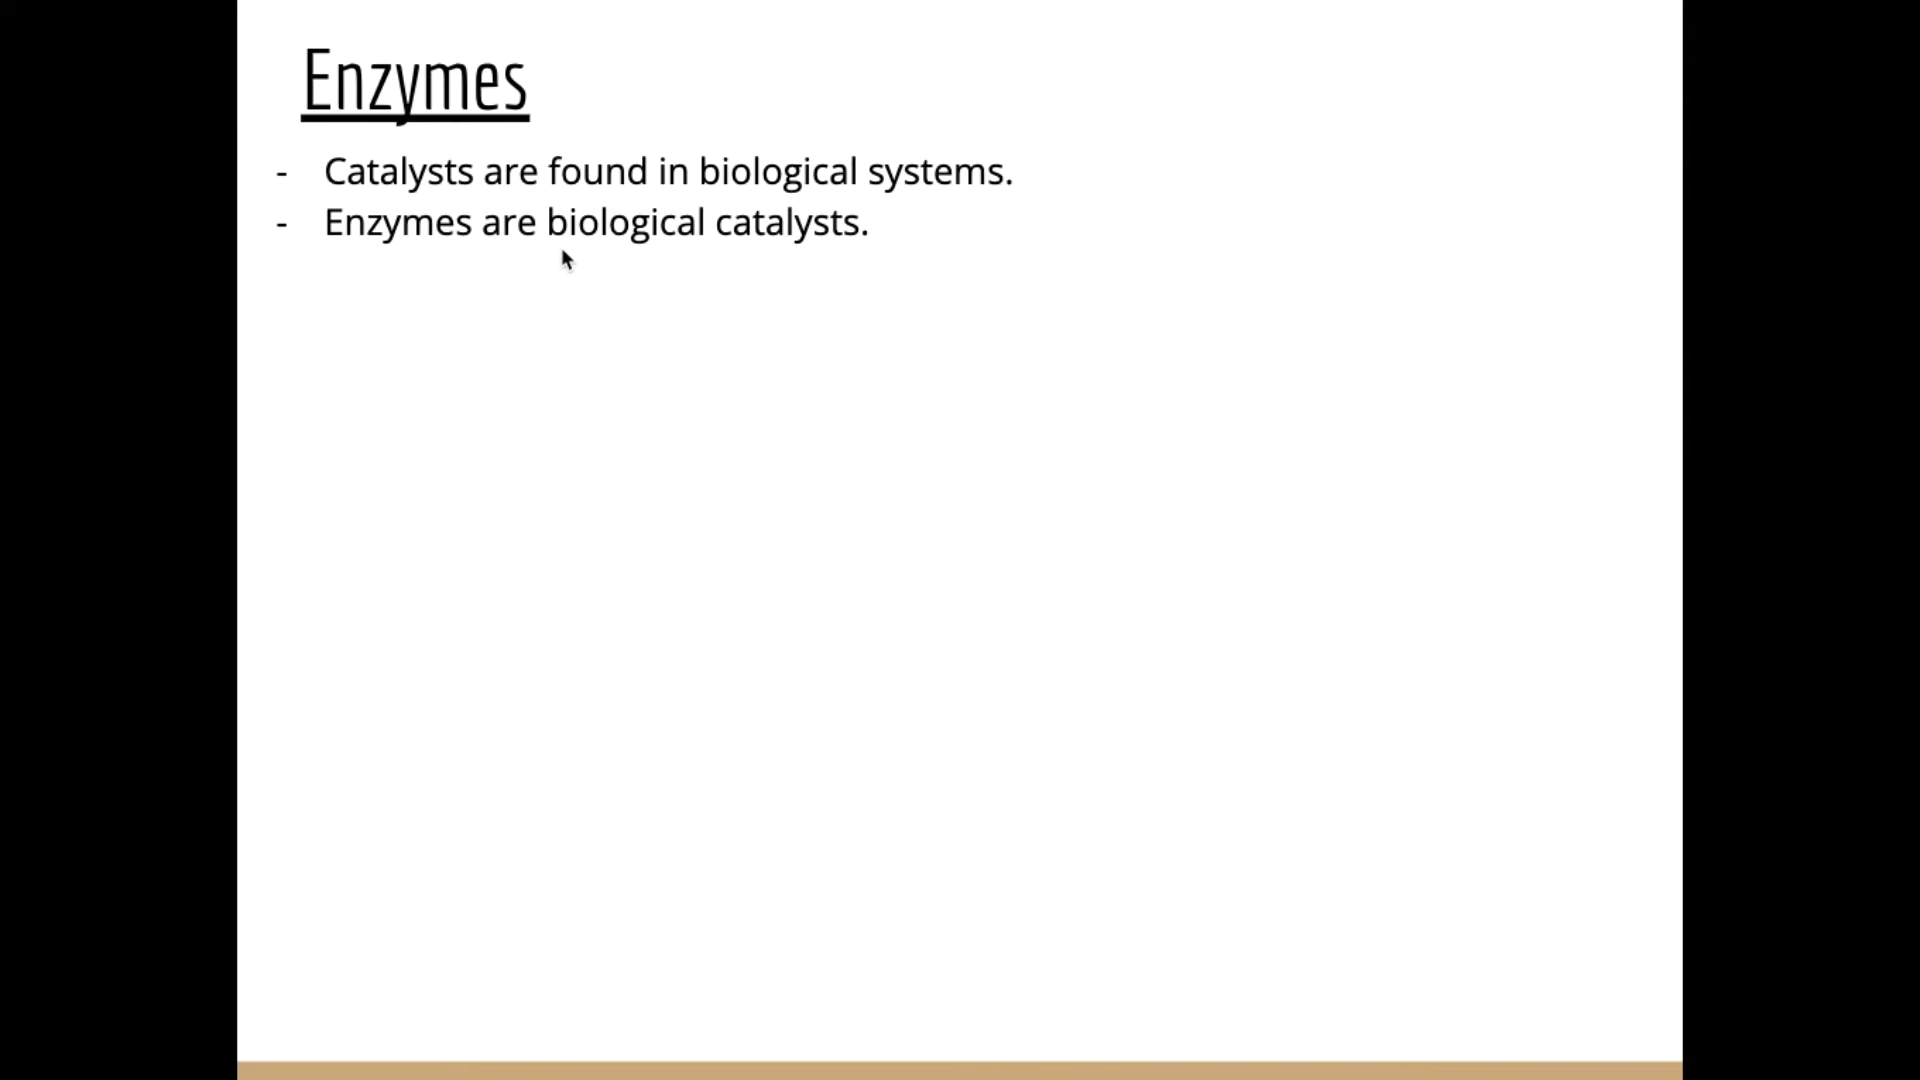 Enzymes
- Catalysts are found in biological systems.
- Enzymes are biological catalysts.